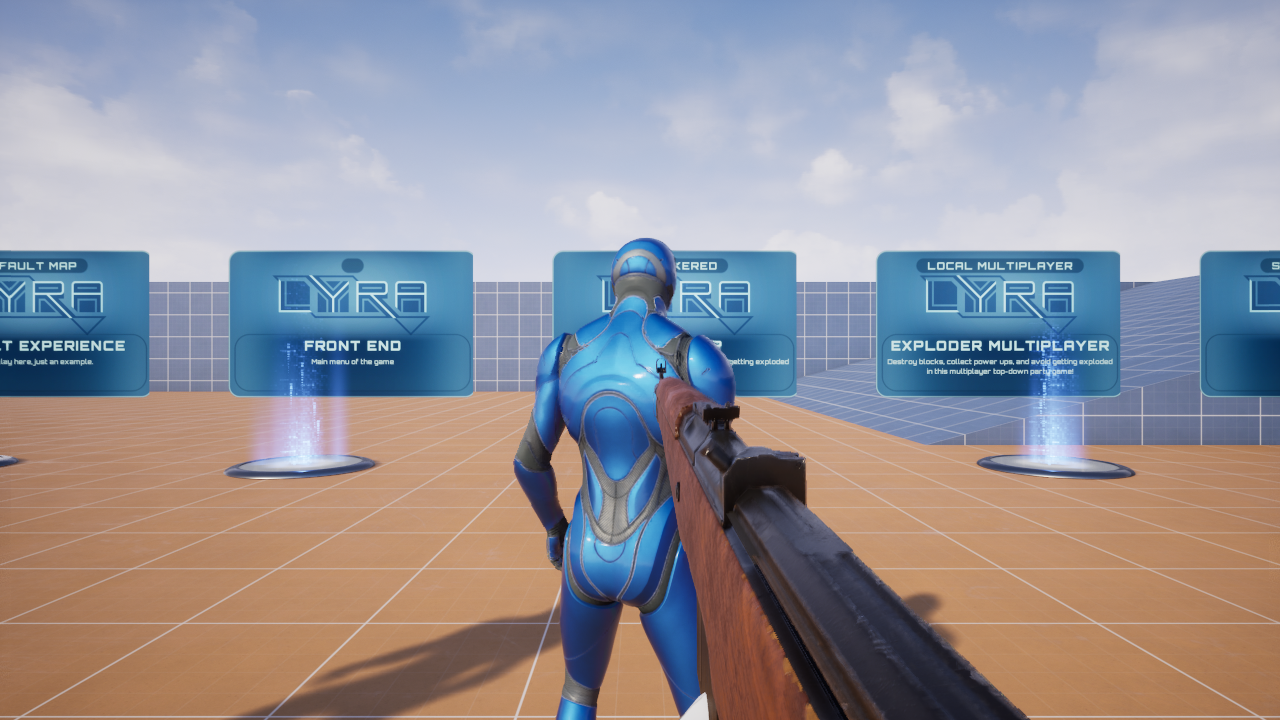 FAULT MAP
YRA
T EXPERIENCE
lay here, just an example.
LYRA
FRONT END
Main menu of the game
KERED
RA
getting exploded
LOCAL MULTIPLAYER
LYRA
EXPLODER MULTIPLAYER
Destroy blocks, collect power ups, and avoid getting exploded
in this multiplayer top-down party game!